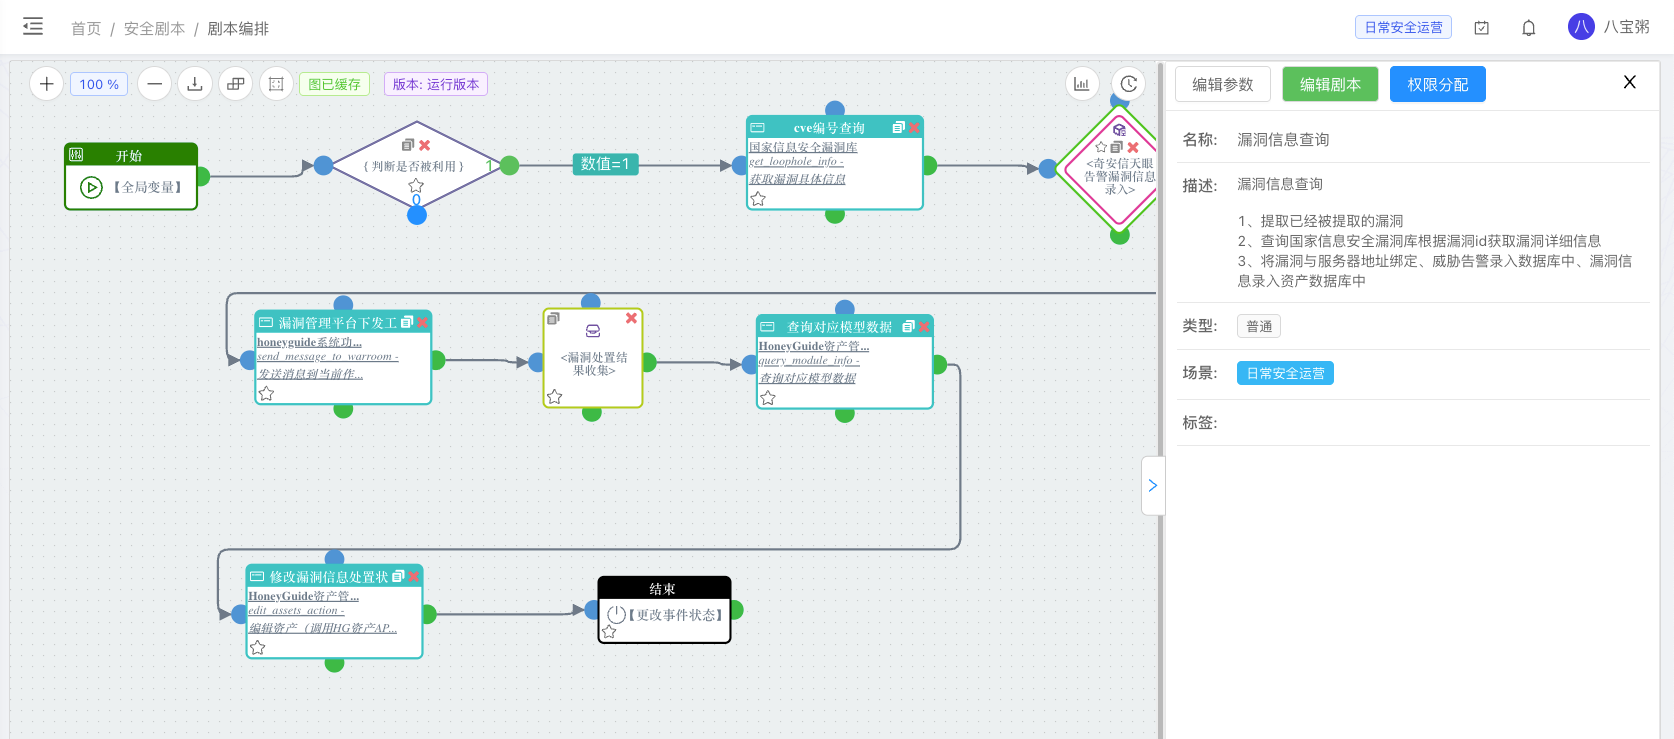 首页 / 安全剧本 / 剧本编排
日常安全运营
八 八宝粥
100 %
图已缓存
版本: 运行版本
编辑参数
编辑剧本
权限分配
X
开始
【全局变量】
{ 判断是否被利用 }
1
0
数值=1
cve编号查询
国家信息安全漏洞库
get_loophole_info -
获取漏洞具体信息
<奇安信天眼
告警漏洞信息
录入>
漏洞管理平台下发工
honeyguide系统功...
send_message_to_warroom -
发送消息到当前作...
<漏洞处置结
果收集>
查询对应模型数据
HoneyGuide资产管...
query_module_info -
查询对应模型数据
修改漏洞信息处置状
HoneyGuide资产管...
edit_assets_action -
编辑资产（调用HG资产AP...
结束
【更改事件状态】
名称: 漏洞信息查询
描述: 漏洞信息查询
1、提取已经被提取的漏洞
2、查询国家信息安全漏洞库根据漏洞id获取漏洞详细信息
3、将漏洞与服务器地址绑定、威胁告警录入数据库中、漏洞信
息录入资产数据库中
类型: 普通
场景: 日常安全运营
标签: